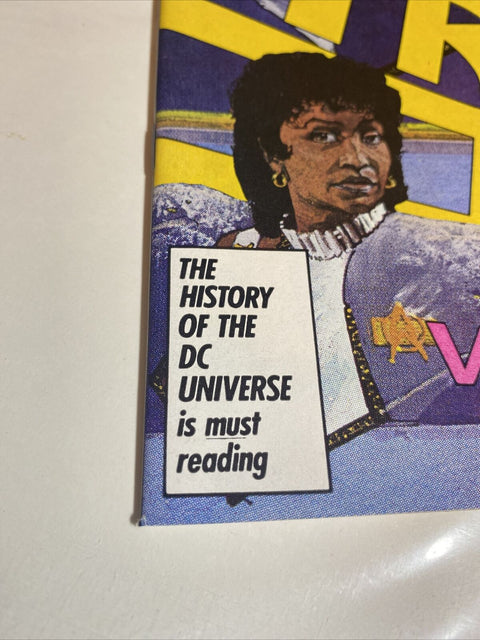 THE
HISTORY
OF THE
DC
UNIVERSE
is must
reading